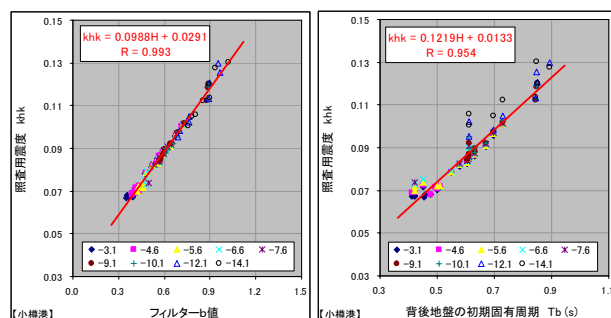 khk = 0.0988H + 0.0291
R = 0.993
照査用震度 khk
0.15
0.13
0.11
0.09
0.07
0.05
0.03
−3.1 −4.6 −5.6 −6.6 −7.6
−9.1 −10.1 −12.1 −14.1
0.0 0.3 0.6 0.9 1.2 1.5
【小樽港】 フィルターb値
khk = 0.1219H + 0.0133
R = 0.954
照査用震度 khk
0.15
0.13
0.11
0.09
0.07
0.05
0.03
−3.1 −4.6 −5.6 −6.6 −7.6
−9.1 −10.1 −12.1 −14.1
0.3 0.5 0.7 0.9 1.1
【小樽港】 背後地盤の初期固有周期 Tb(s)